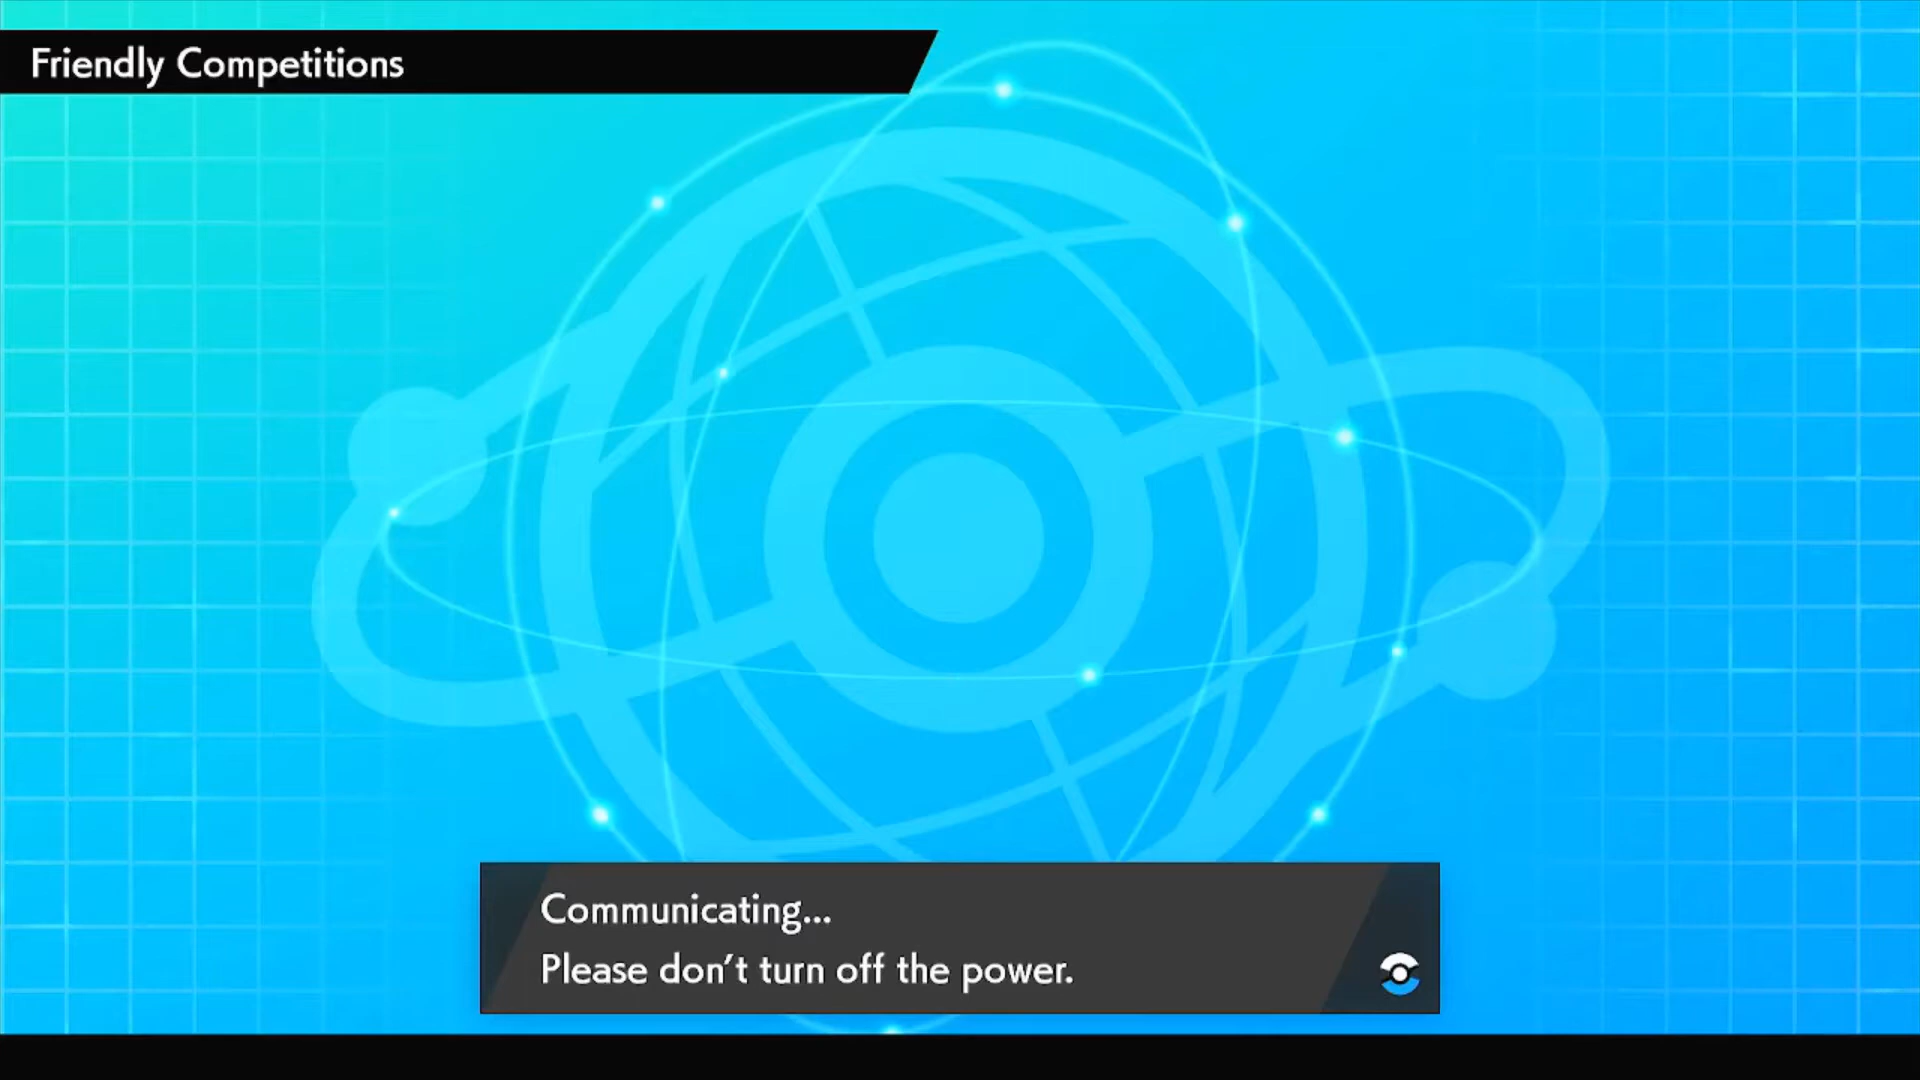 Friendly Competitions
Communicating...
Please don't turn off the power.